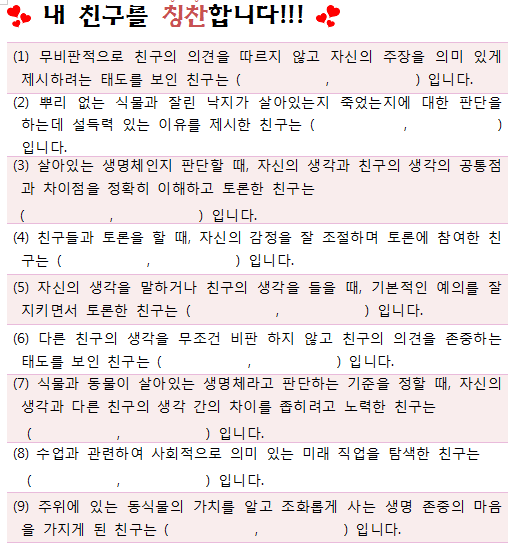 내 친구를 칭찬합니다!!!
(1) 무비판적으로 친구의 의견을 따르지 않고 자신의 주장을 의미 있게
제시하려는 태도를 보인 친구는 ( , ) 입니다.
(2) 뿌리 없는 식물과 잘린 낙지가 살아있는지 죽었는지에 대한 판단을
하는데 설득력 있는 이유를 제시한 친구는 ( , )
입니다.
(3) 살아있는 생명체인지 판단할 때, 자신의 생각과 친구의 생각의 공통점
과 차이점을 정확히 이해하고 토론한 친구는
( , ) 입니다.
(4) 친구들과 토론을 할 때, 자신의 감정을 잘 조절하며 토론에 참여한 친
구는 ( , ) 입니다.
(5) 자신의 생각을 말하거나 친구의 생각을 들을 때, 기본적인 예의를 잘
지키면서 토론한 친구는 ( , ) 입니다.
(6) 다른 친구의 생각을 무조건 비판 하지 않고 친구의 의견을 존중하는
태도를 보인 친구는 ( , ) 입니다.
(7) 식물과 동물이 살아있는 생명체라고 판단하는 기준을 정할 때, 자신의
생각과 다른 친구의 생각 간의 차이를 좁히려고 노력한 친구는
( , ) 입니다.
(8) 수업과 관련하여 사회적으로 의미 있는 미래 직업을 탐색한 친구는
( , ) 입니다.
(9) 주위에 있는 동식물의 가치를 알고 조화롭게 사는 생명 존중의 마음
을 가지게 된 친구는 ( , ) 입니다.